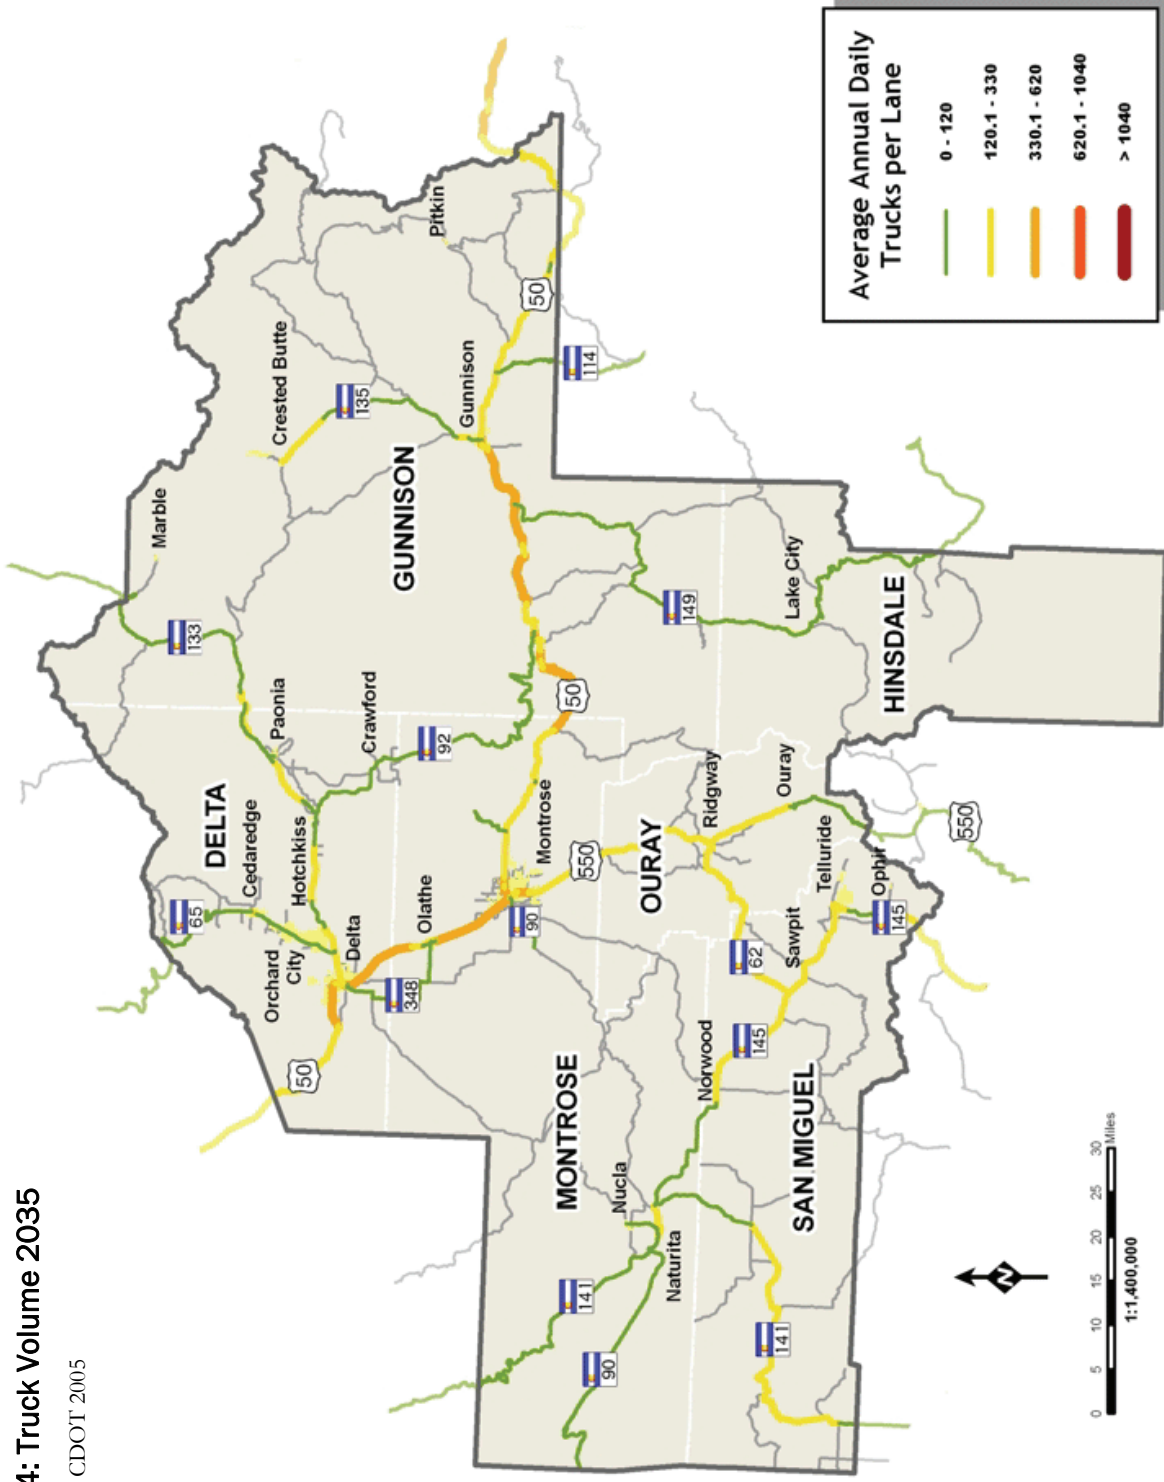 4: Truck Volume 2035
CDOT 2005
Marble
133
Crested Butte
135
Pitkin
GUNNISON
Gunnison
50
114
Paonia
Crawford
92
DELTA
Cedaredge
Hotchkiss
65
Orchard
City
Delta
Olathe
348
50
50
149
Lake City
HINSDALE
Montrose
90
550
OURAY
Ridgway
Ouray
550
Telluride
Ophir
145
Sawpit
62
145
Norwood
MONTROSE
SAN MIGUEL
Nucla
Naturita
141
90
141
Average Annual Daily
Trucks per Lane
0 - 120
120.1 - 330
330.1 - 620
620.1 - 1040
> 1040
N
0 5 10 15 20 25 30
Miles
1:1,400,000